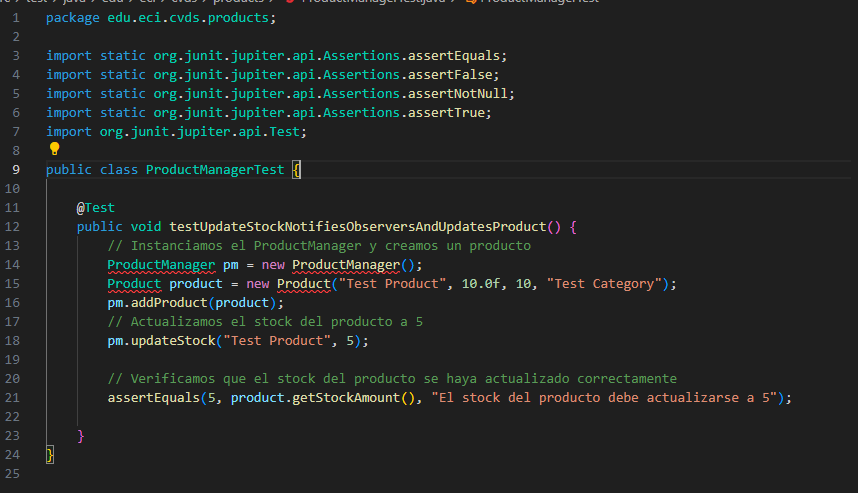 src > test > java > edu > eci > cvds > products > ProductManagerTest.java > ProductManagerTest
1 package edu.eci.cvds.products;
2
3 import static org.junit.jupiter.api.Assertions.assertEquals;
4 import static org.junit.jupiter.api.Assertions.assertFalse;
5 import static org.junit.jupiter.api.Assertions.assertNotNull;
6 import static org.junit.jupiter.api.Assertions.assertTrue;
7 import org.junit.jupiter.api.Test;
8
9 public class ProductManagerTest {
10
11 @Test
12 public void testUpdateStockNotifiesObserversAndUpdatesProduct() {
13 // Instanciamos el ProductManager y creamos un producto
14 ProductManager pm = new ProductManager();
15 Product product = new Product("Test Product", 10.0f, 10, "Test Category");
16 pm.addProduct(product);
17 // Actualizamos el stock del producto a 5
18 pm.updateStock("Test Product", 5);
19
20 // Verificamos que el stock del producto se haya actualizado correctamente
21 assertEquals(5, product.getStockAmount(), "El stock del producto debe actualizarse a 5");
22
23 }
24 }
25